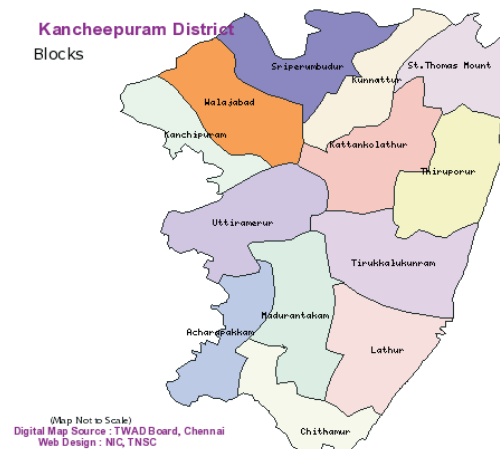 Kancheepuram District
Blocks
Sriperumbudur
St.Thomas Mount
Kunnattur
Walajabad
Kanchipuram
Kattankolathur
Thiruporur
Uttiramerur
Tirukkalukunram
Madurantakam
Acharapakkam
Lathur
Chithamur
(Map Not to Scale)
Digital Map Source : TWAD Board, Chennai
Web Design : NIC, TNSC